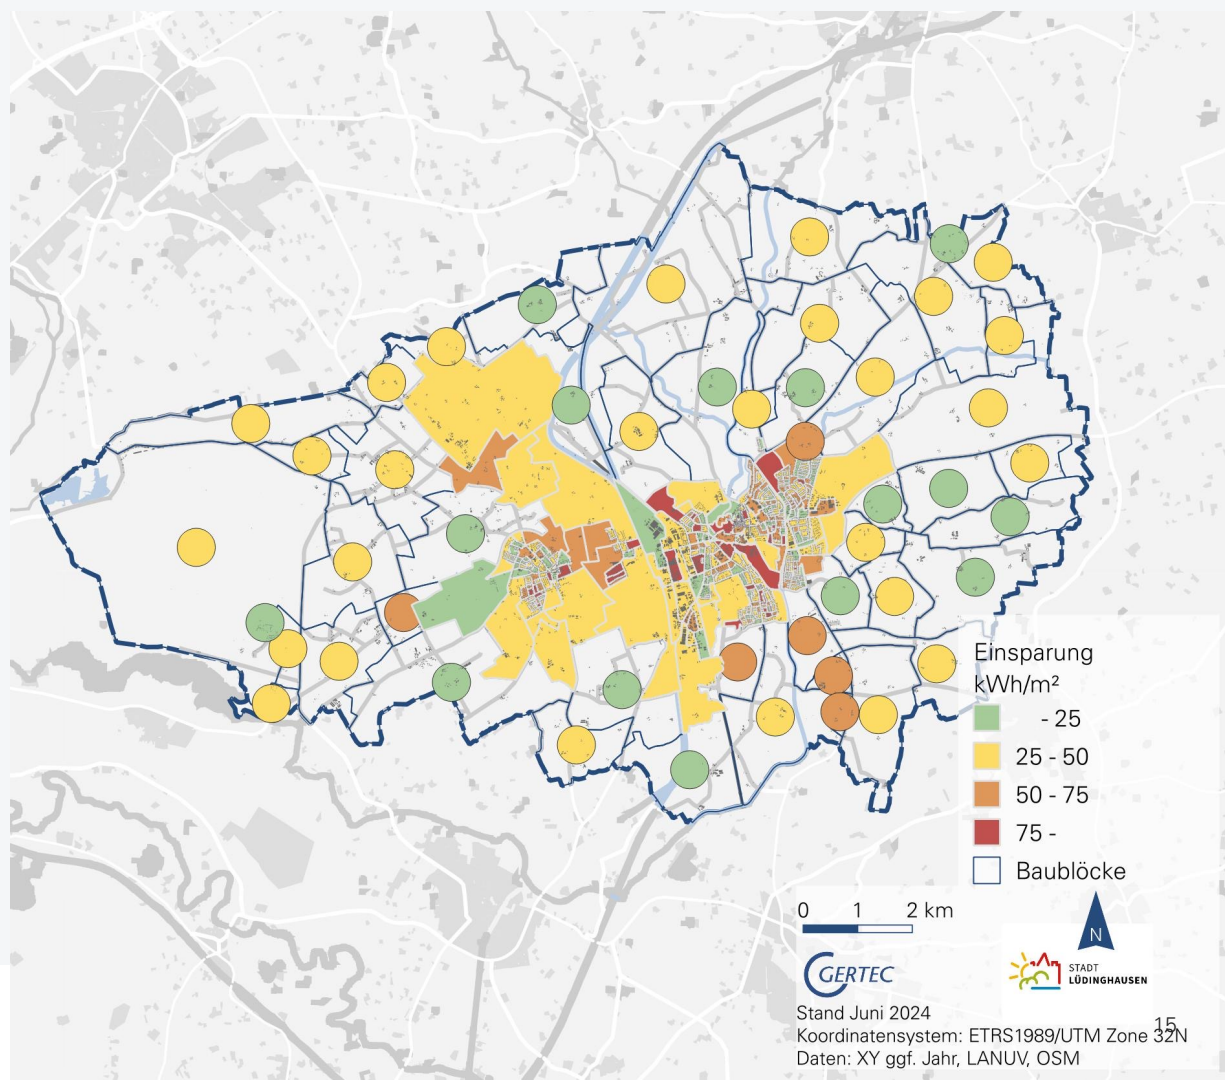 Einsparung
kWh/m²
- 25
25 - 50
50 - 75
75 -
Baublöcke
0 1 2 km
N
GERTEC
STADT
LÜDINGHAUSEN
Stand Juni 2024
15
Koordinatensystem: ETRS1989/UTM Zone 32N
Daten: XY ggf. Jahr, LANUV, OSM